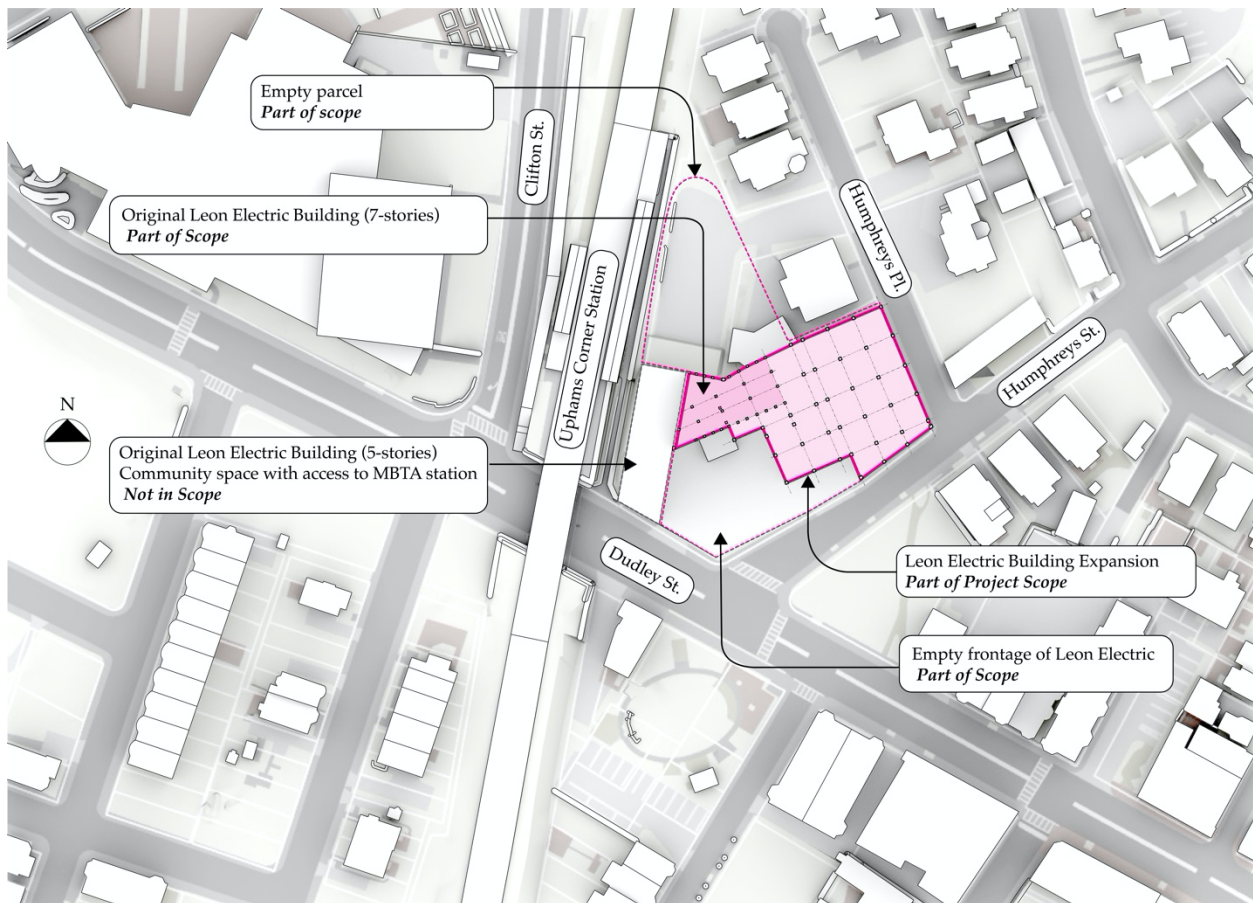 Empty parcel
Part of scope
Clifton St.
Original Leon Electric Building (7-stories)
Part of Scope
Humphreys Pl.
Uphams Corner Station
Humphreys St.
N
Original Leon Electric Building (5-stories)
Community space with access to MBTA station
Not in Scope
Dudley St.
Leon Electric Building Expansion
Part of Project Scope
Empty frontage of Leon Electric
Part of Scope